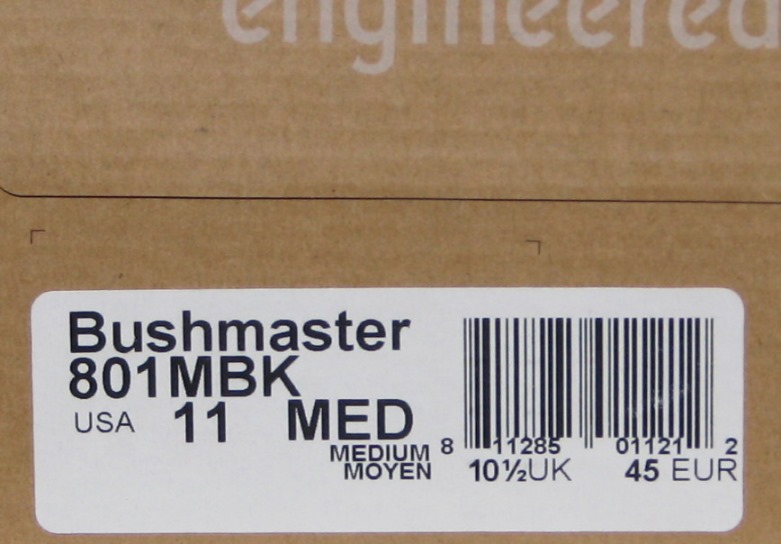 engineered
Bushmaster
801MBK
USA 11 MED
MEDIUM
MOYEN
8 11285 01121 2
10½UK 45 EUR